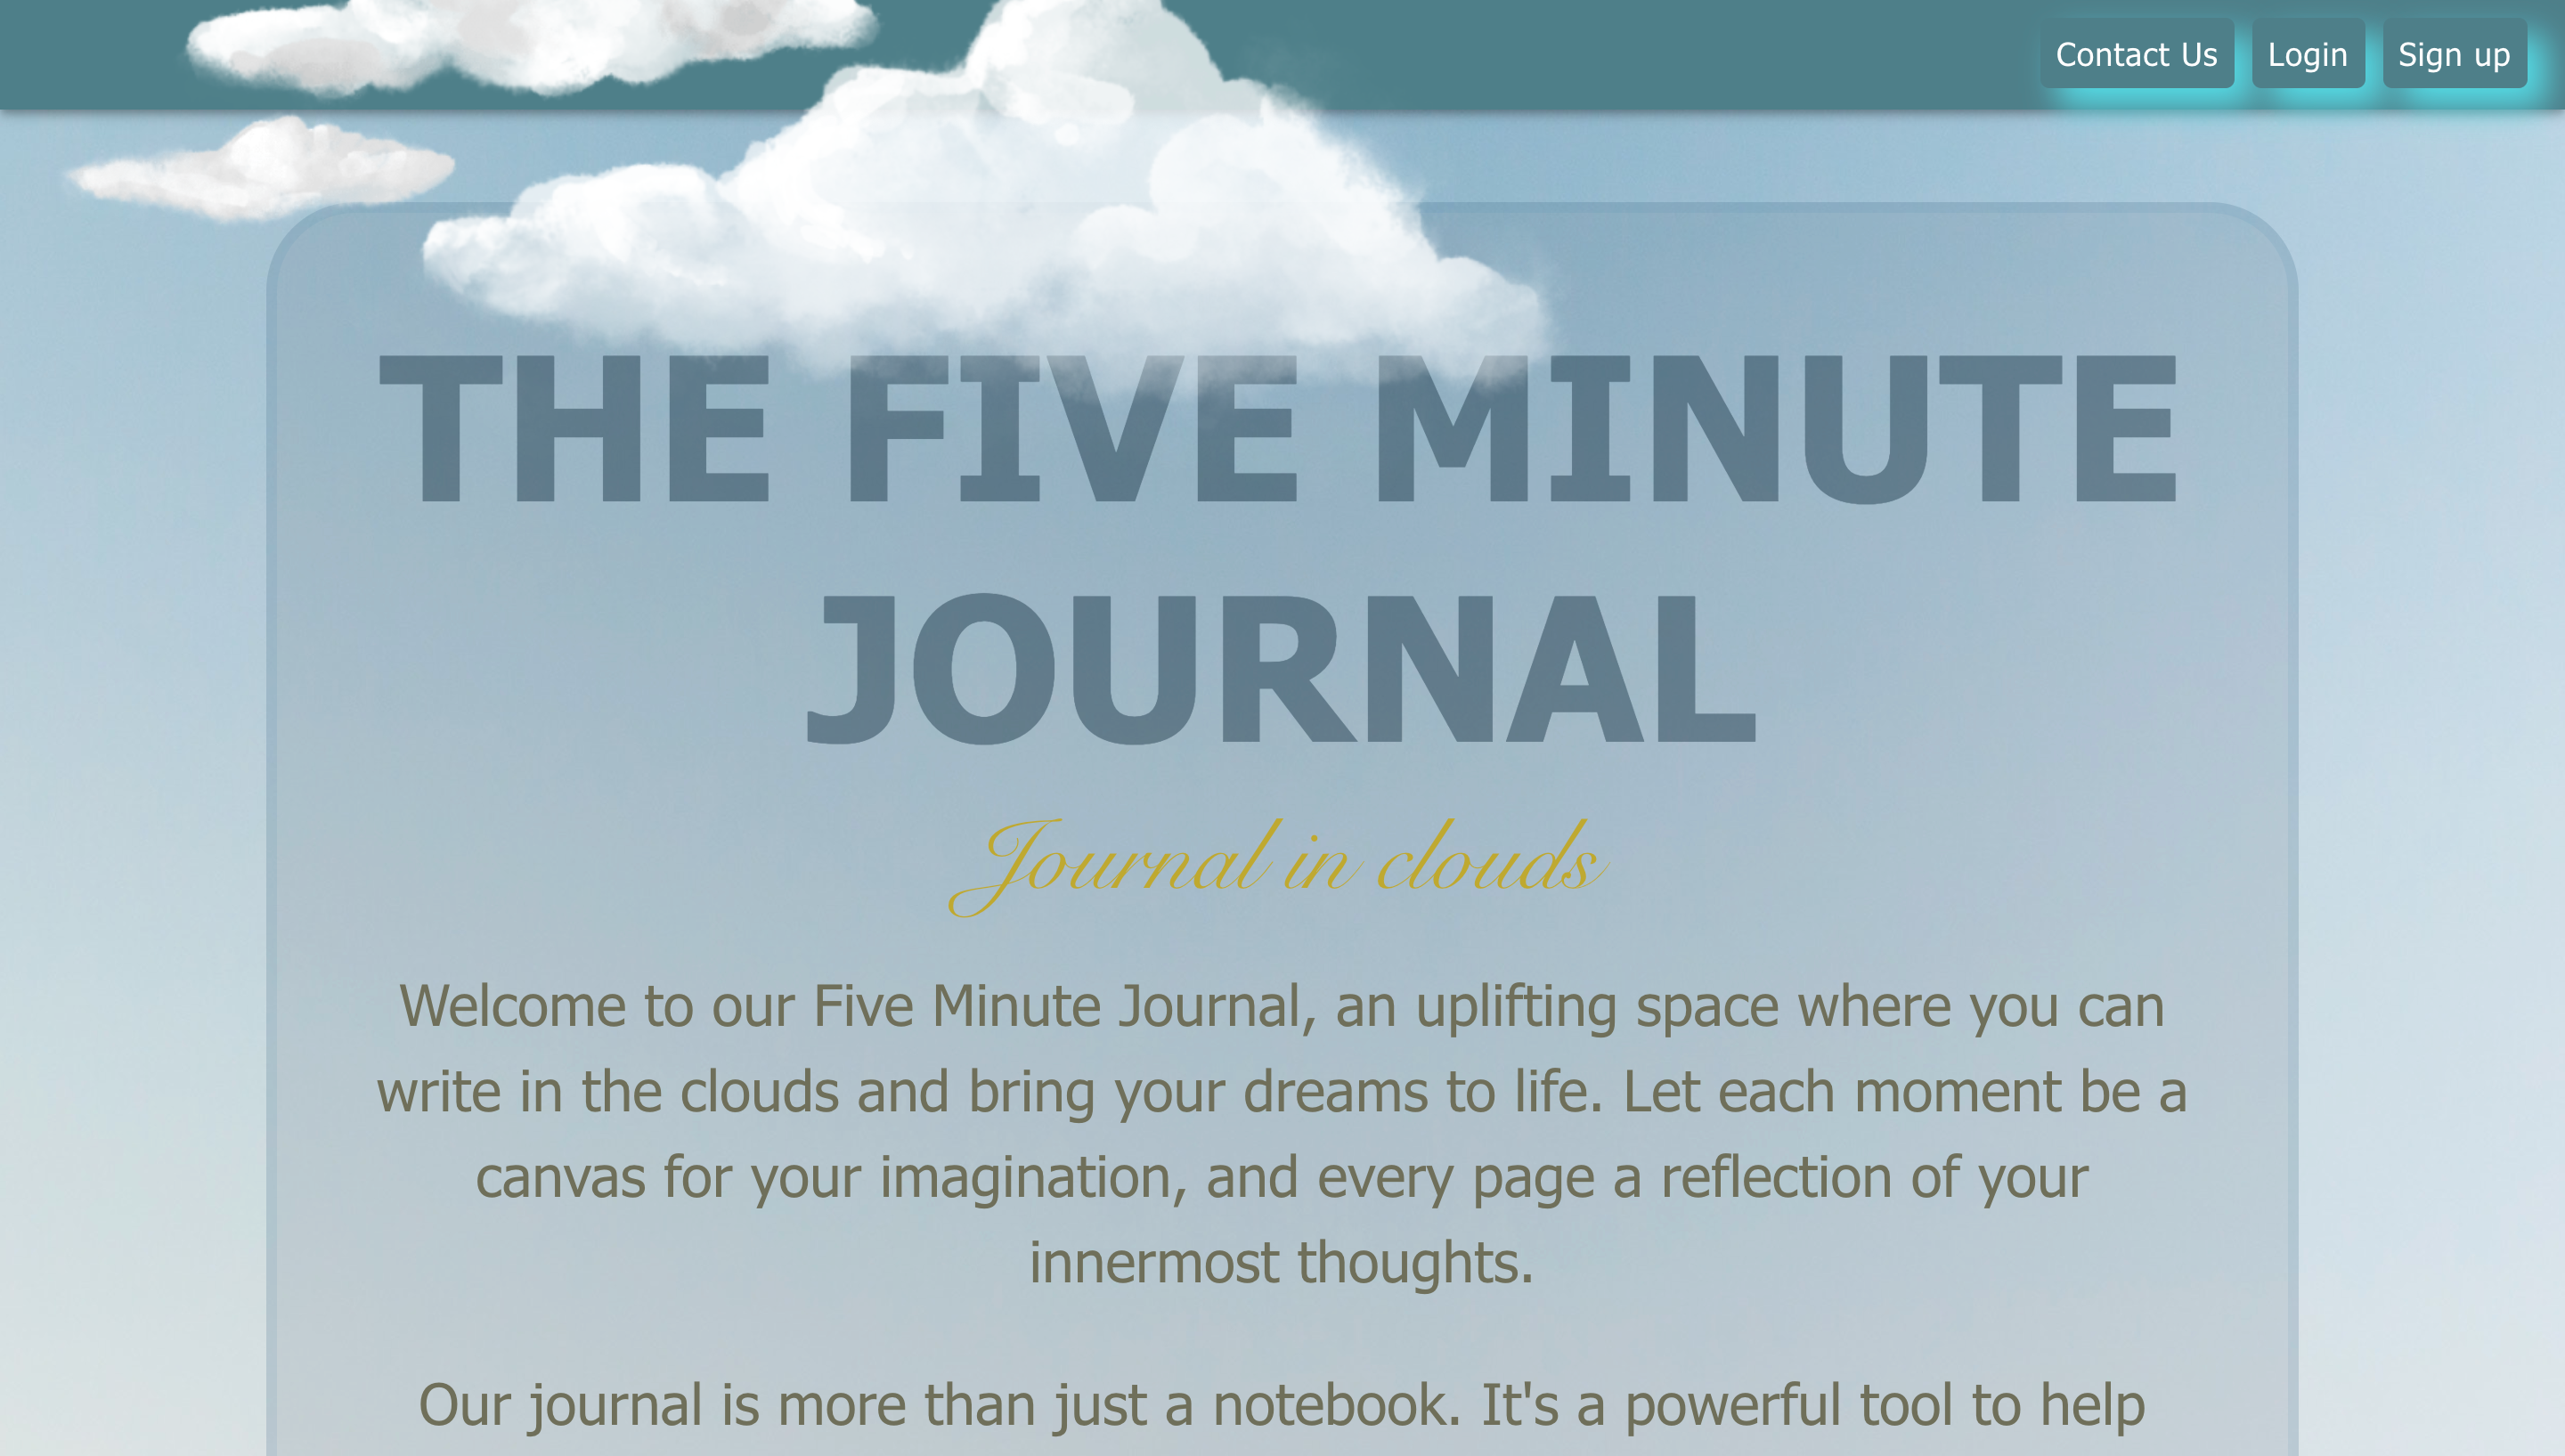 Contact Us
Login
Sign up
THE FIVE MINUTE
JOURNAL
Journal in clouds
Welcome to our Five Minute Journal, an uplifting space where you can
write in the clouds and bring your dreams to life. Let each moment be a
canvas for your imagination, and every page a reflection of your
innermost thoughts.
Our journal is more than just a notebook. It's a powerful tool to help